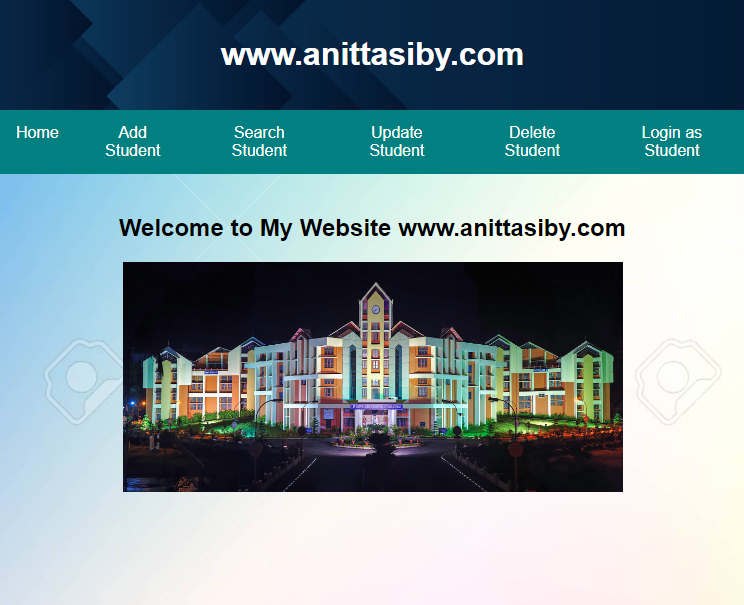 www.anittasiby.com
Home
Add
Student
Search
Student
Update
Student
Delete
Student
Login as
Student
Welcome to My Website www.anittasiby.com